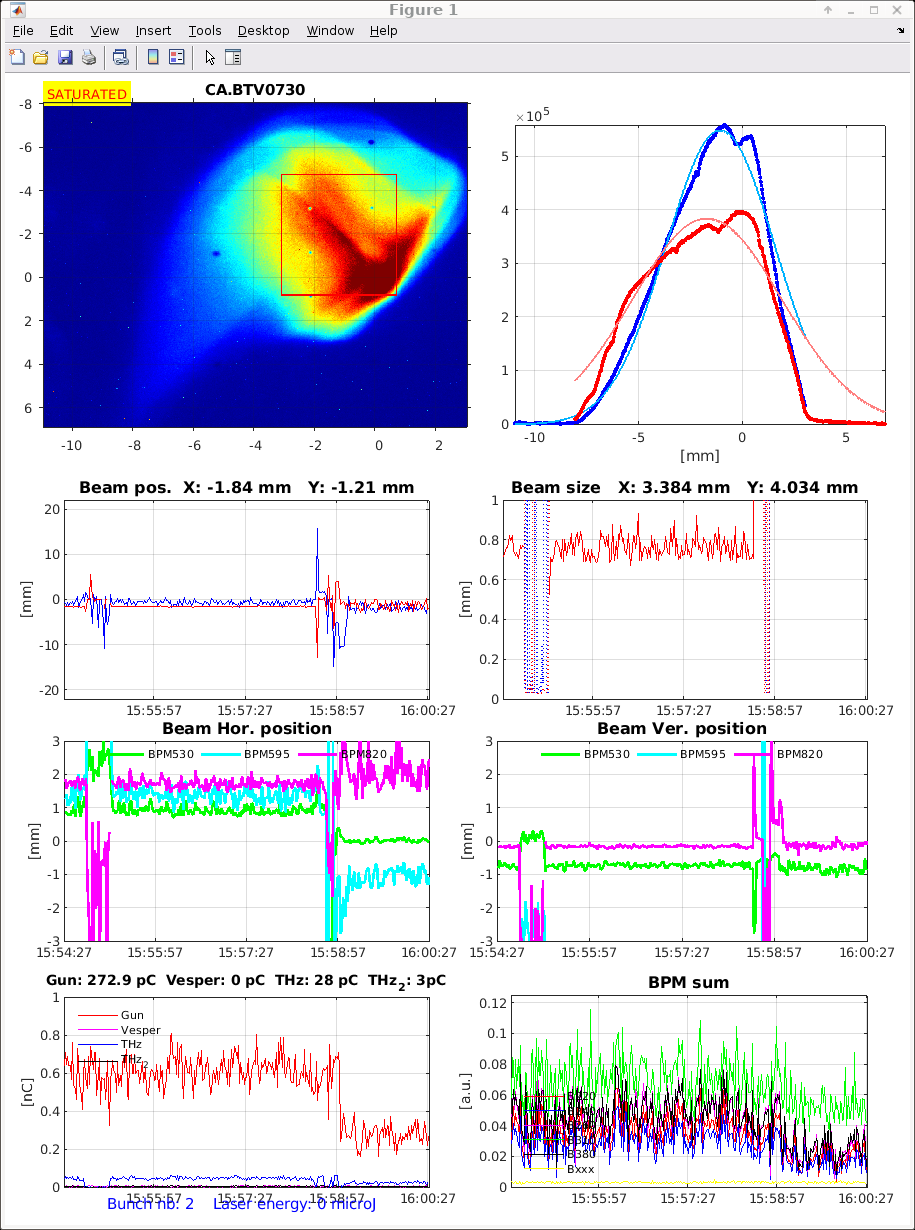 Figure 1
File Edit View Insert Tools Desktop Window Help
SATURATED
CA.BTV0730
-8
-6
-4
-2
0
2
4
6
-10 -8 -6 -4 -2 0 2
×10⁵
5
4
3
2
1
0
-10 -5 0 5
[mm]
Beam pos. X: -1.84 mm Y: -1.21 mm
20
10
0
-10
-20
[mm]
15:55:57 15:57:27 15:58:57 16:00:27
Beam size X: 3.384 mm Y: 4.034 mm
1
0.8
0.6
0.4
0.2
0
[mm]
15:55:57 15:57:27 15:58:57 16:00:27
Beam Hor. position
BPM530 BPM595 BPM820
3
2
1
0
-1
-2
-3
[mm]
15:54:27 15:55:57 15:57:27 15:58:57 16:00:27
Beam Ver. position
BPM530 BPM595 BPM820
3
2
1
0
-1
-2
-3
[mm]
15:54:27 15:55:57 15:57:27 15:58:57 16:00:27
Gun: 272.9 pC Vesper: 0 pC THz: 28 pC THz₂: 3pC
1
0.8
0.6
0.4
0.2
0
[nC]
Gun
Vesper
THz
THz₂
15:55:57 15:57:27 15:58:57 16:00:27
Bunch nb: 2 Laser energy: 0 microJ
BPM sum
0.12
0.1
0.08
0.06
0.04
0.02
0
[a.u.]
B380
Bxxx
15:55:57 15:57:27 15:58:57 16:00:27